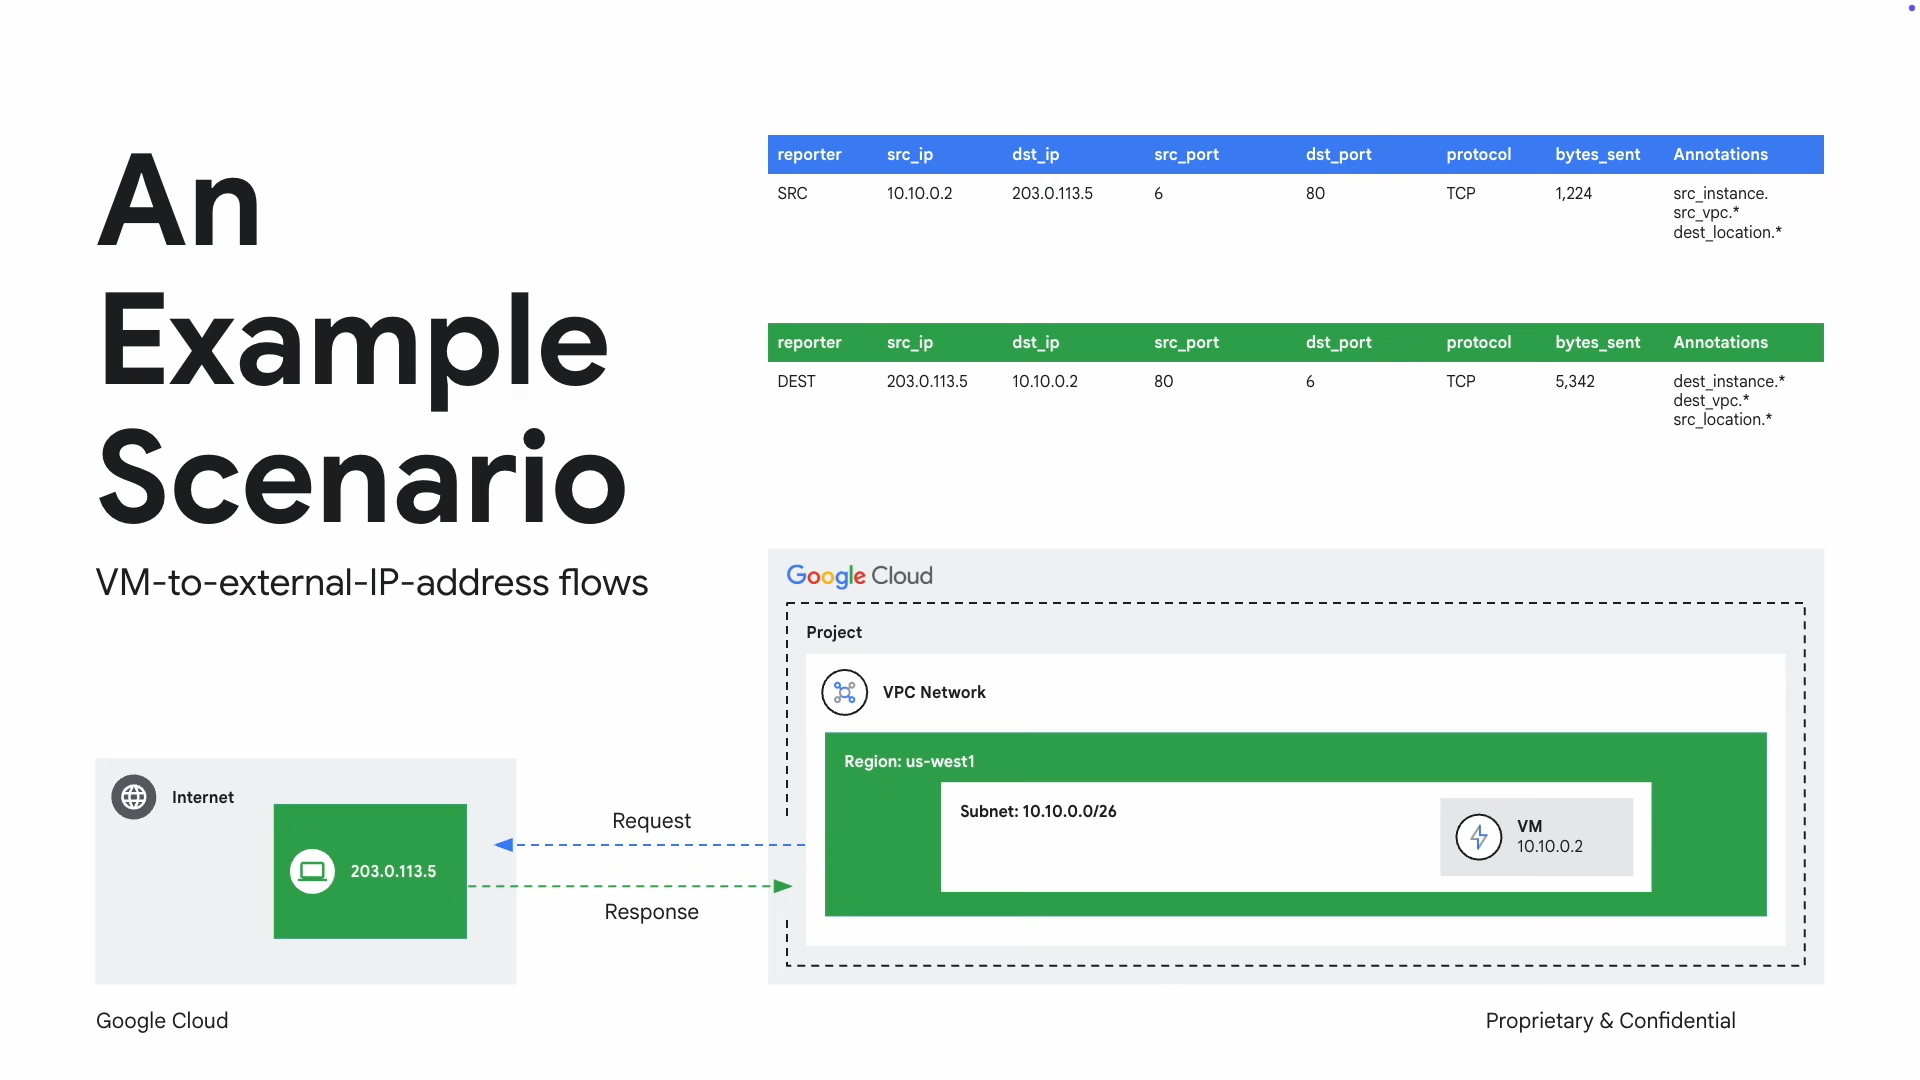 An
Example
Scenario
VM-to-external-IP-address flows
reporter src_ip dst_ip src_port dst_port protocol bytes_sent Annotations
SRC 10.10.0.2 203.0.113.5 6 80 TCP 1,224 src_instance.
src_vpc.*
dest_location.*
reporter src_ip dst_ip src_port dst_port protocol bytes_sent Annotations
DEST 203.0.113.5 10.10.0.2 80 6 TCP 5,342 dest_instance.*
dest_vpc.*
src_location.*
Google Cloud
Project
VPC Network
Region: us-west1
Subnet: 10.10.0.0/26
VM
10.10.0.2
Internet
203.0.113.5
Request
Response
Google Cloud
Proprietary & Confidential